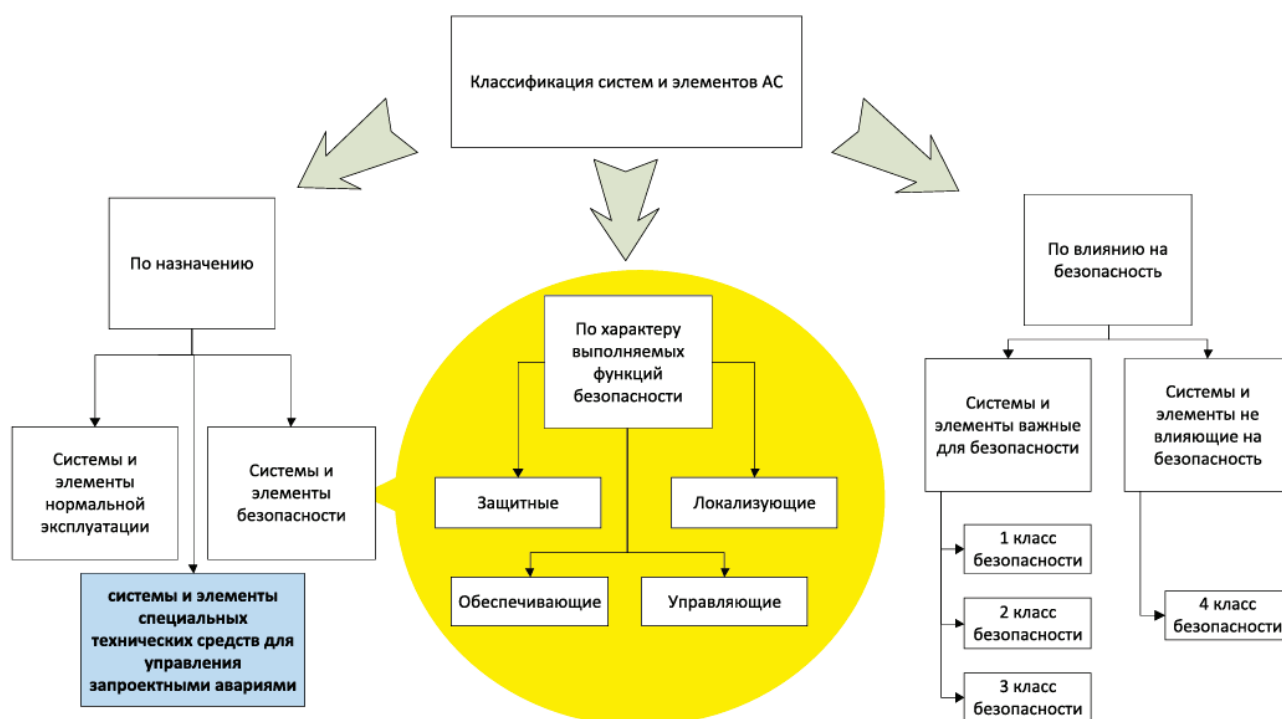 Классификация систем и элементов АС
По назначению
Системы и
элементы
нормальной
эксплуатации
Системы и
элементы
безопасности
системы и элементы
специальных
технических средств для
управления
запроектными авариями
По характеру
выполняемых
функций
безопасности
Защитные
Локализующие
Обеспечивающие
Управляющие
По влиянию на
безопасность
Системы и
элементы важные
для безопасности
1 класс
безопасности
2 класс
безопасности
3 класс
безопасности
Системы и
элементы не
влияющие на
безопасность
4 класс
безопасности